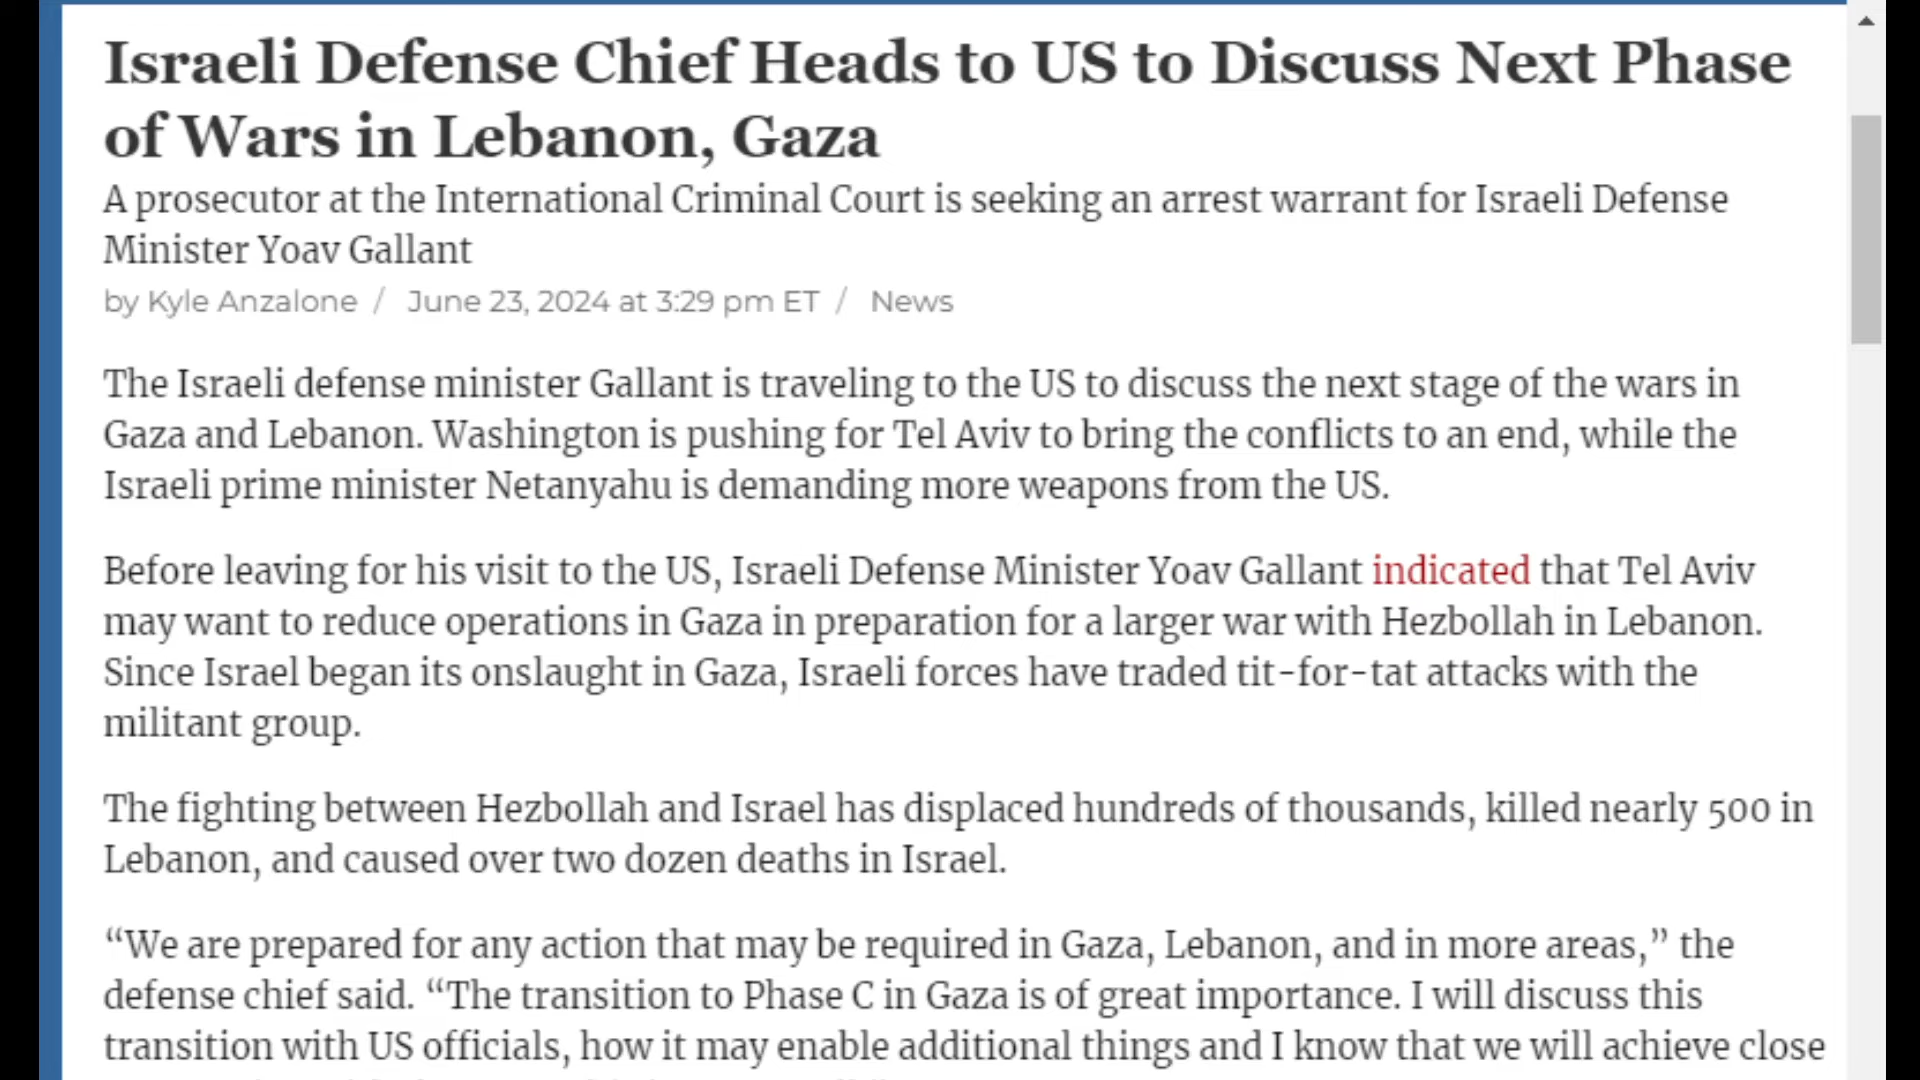 Israeli Defense Chief Heads to US to Discuss Next Phase
of Wars in Lebanon, Gaza
A prosecutor at the International Criminal Court is seeking an arrest warrant for Israeli Defense
Minister Yoav Gallant
by Kyle Anzalone / June 23, 2024 at 3:29 pm ET / News
The Israeli defense minister Gallant is traveling to the US to discuss the next stage of the wars in
Gaza and Lebanon. Washington is pushing for Tel Aviv to bring the conflicts to an end, while the
Israeli prime minister Netanyahu is demanding more weapons from the US.
Before leaving for his visit to the US, Israeli Defense Minister Yoav Gallant indicated that Tel Aviv
may want to reduce operations in Gaza in preparation for a larger war with Hezbollah in Lebanon.
Since Israel began its onslaught in Gaza, Israeli forces have traded tit-for-tat attacks with the
militant group.
The fighting between Hezbollah and Israel has displaced hundreds of thousands, killed nearly 500 in
Lebanon, and caused over two dozen deaths in Israel.
“We are prepared for any action that may be required in Gaza, Lebanon, and in more areas,” the
defense chief said. “The transition to Phase C in Gaza is of great importance. I will discuss this
transition with US officials, how it may enable additional things and I know that we will achieve close